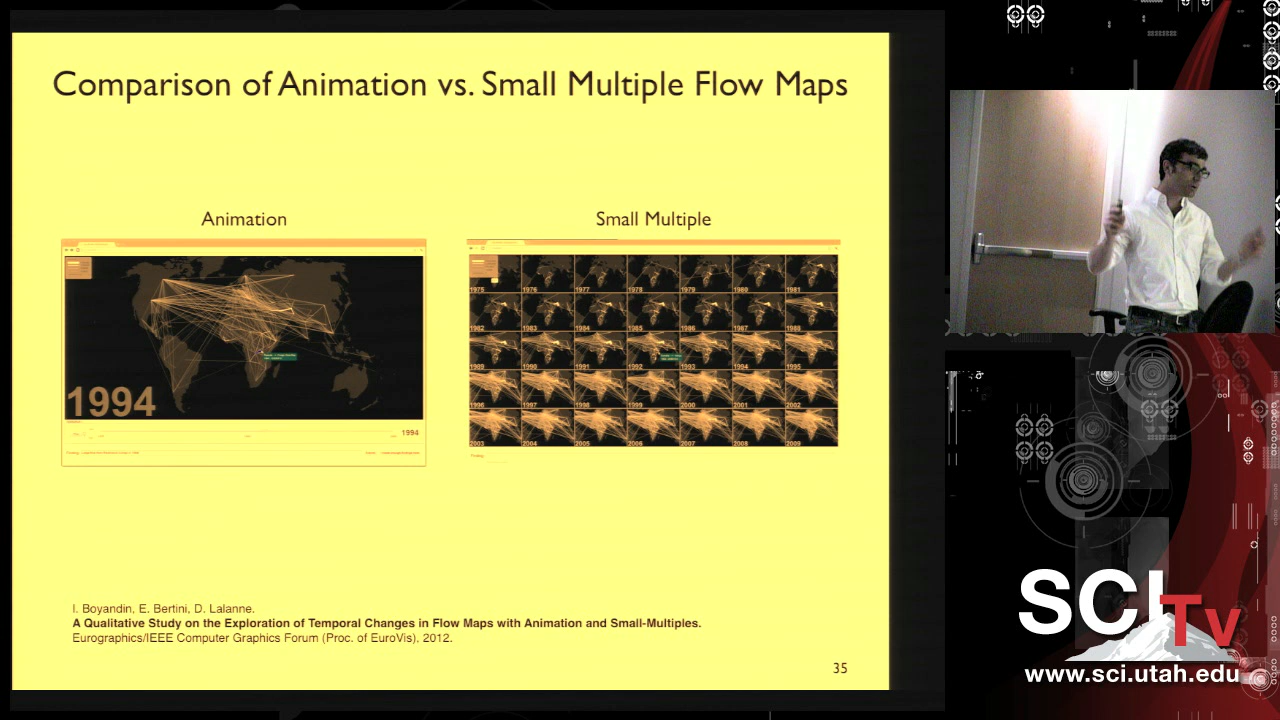 Comparison of Animation vs. Small Multiple Flow Maps
Animation
Small Multiple
1994
1994
1975 1976 1977 1978 1979 1980 1981
1982 1983 1984 1985 1986 1987 1988
1989 1990 1991 1992 1993 1994 1995
1996 1997 1998 1999 2000 2001 2002
2003 2004 2005 2006 2007 2008 2009
I. Boyandin, E. Bertini, D. Lalanne.
A Qualitative Study on the Exploration of Temporal Changes in Flow Maps with Animation and Small-Multiples.
Eurographics/IEEE Computer Graphics Forum (Proc. of EuroVis), 2012.
35
SCI
TV
www.sci.utah.edu